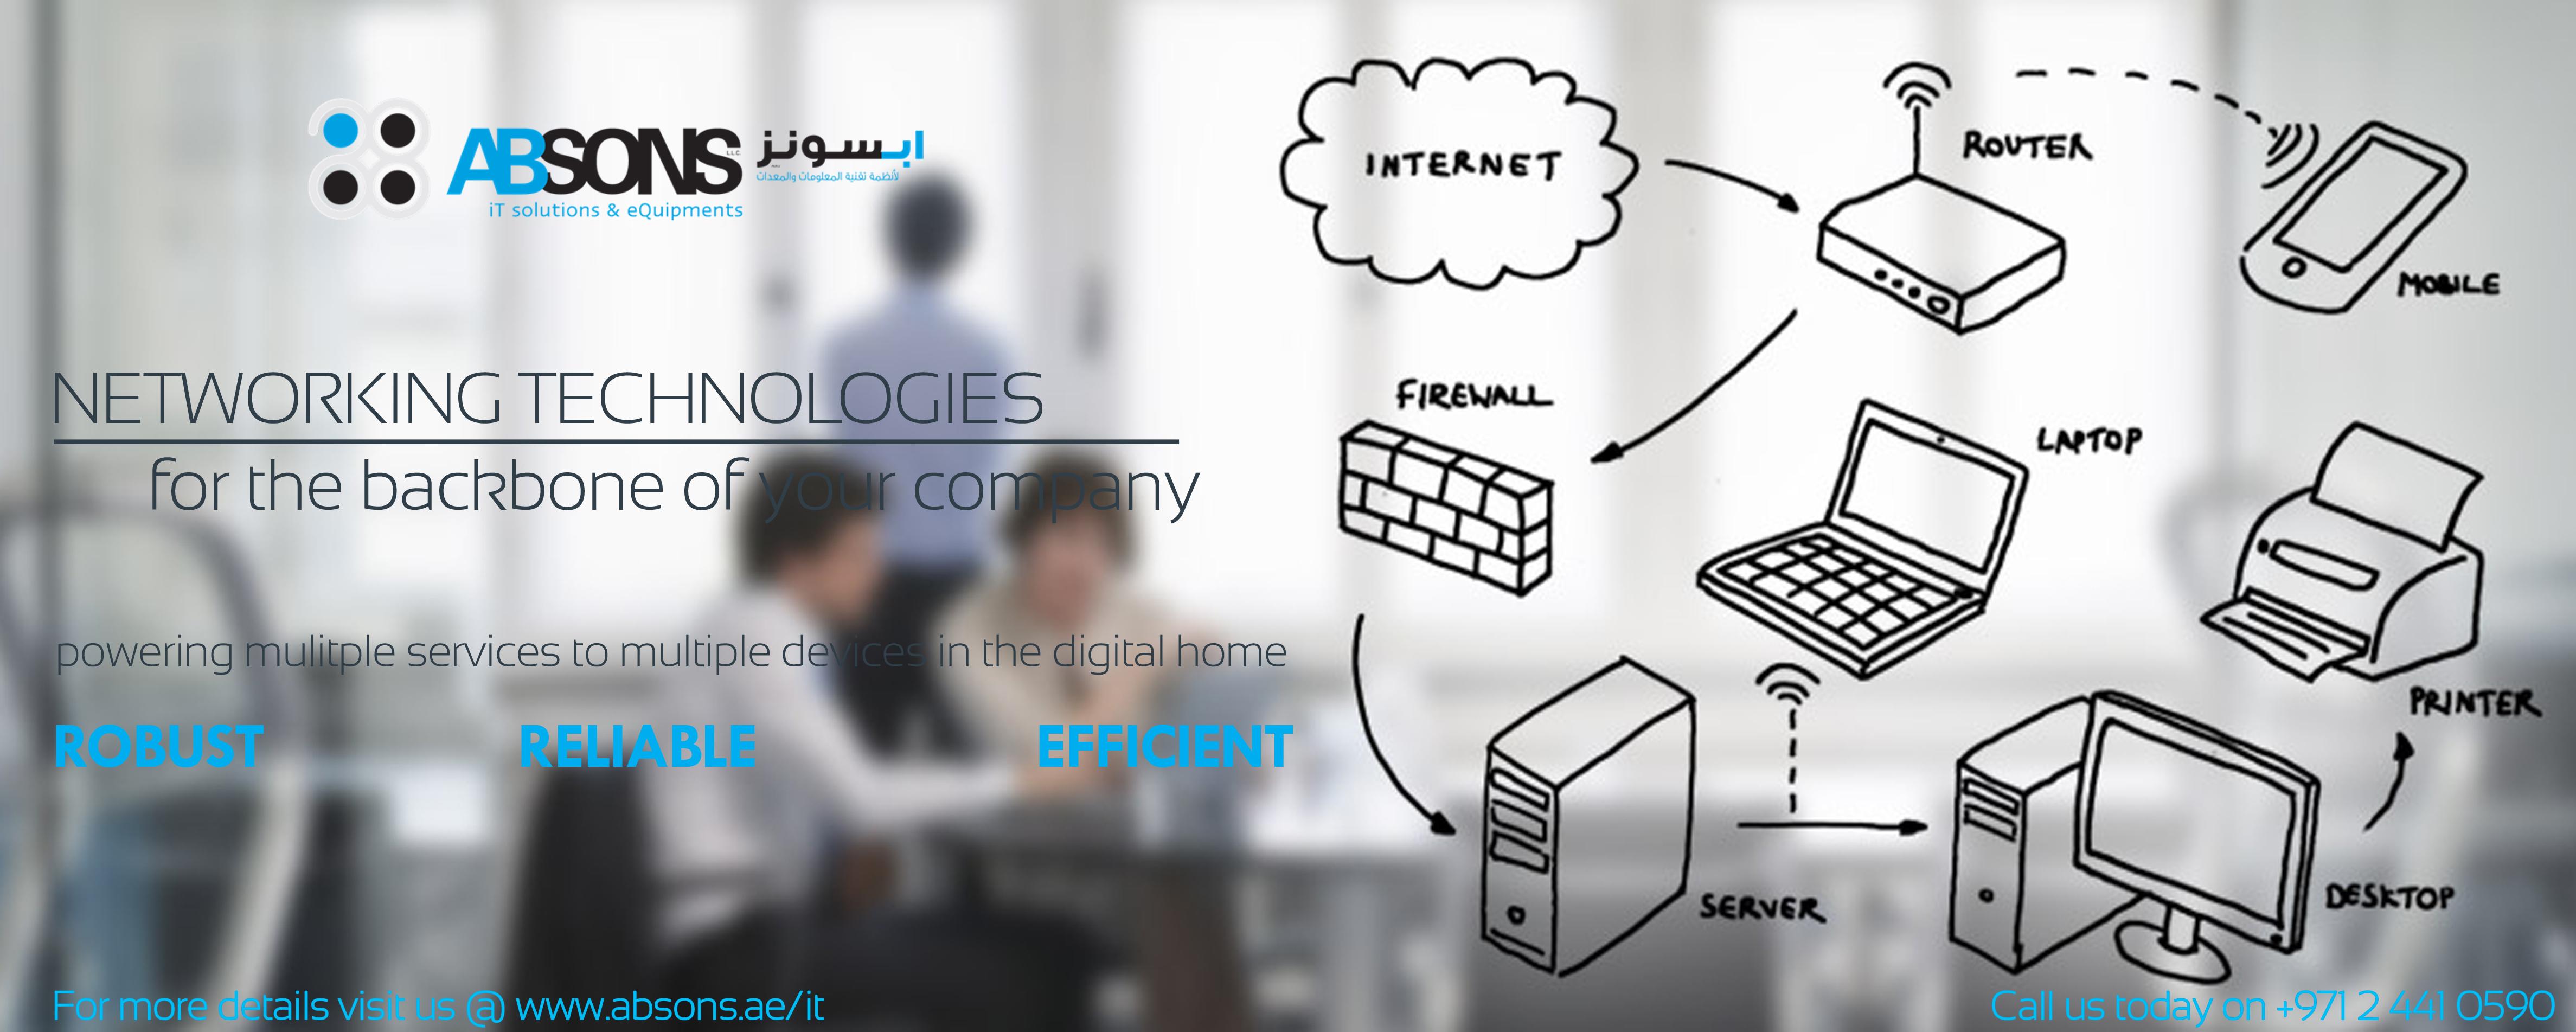 ABSONS L.L.C. ابسونز
لأنظمة تقنية المعلومات والمعدات
iT solutions & eQuipments
NETWORKING TECHNOLOGIES
for the backbone of your company
powering mulitple services to multiple devices in the digital home
ROBUST RELIABLE EFFICIENT
INTERNET
ROUTER
MOBILE
FIREWALL
LAPTOP
PRINTER
SERVER
DESKTOP
For more details visit us @ www.absons.ae/it
Call us today on +971 2 441 0590